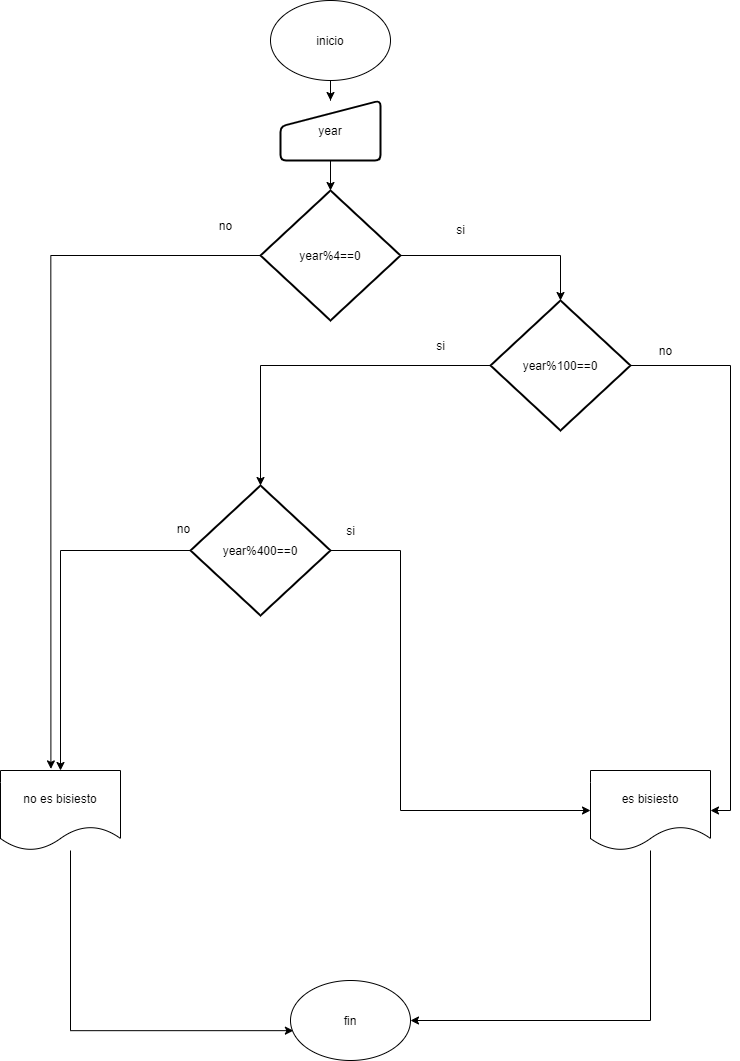 inicio
year
no
si
year%4==0
si
no
year%100==0
no
si
year%400==0
no es bisiesto
es bisiesto
fin